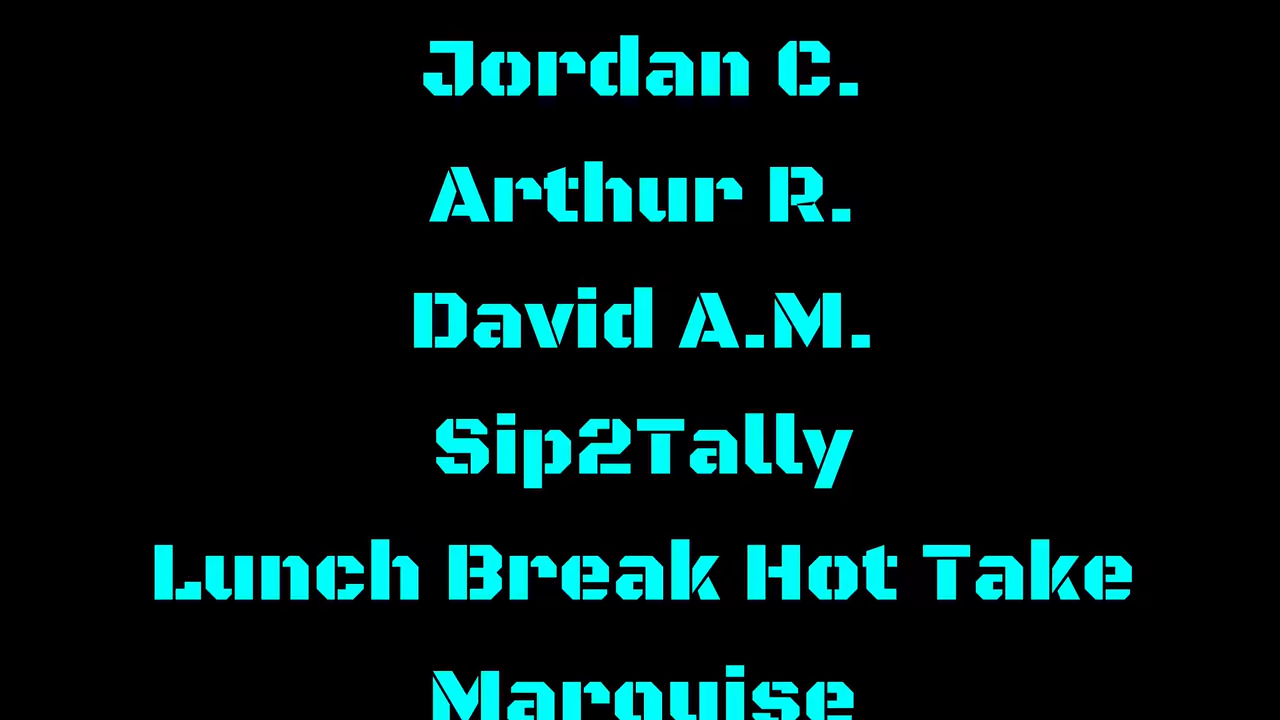 Jordan C.
Arthur R.
David A.M.
Sip2Tally
Lunch Break Hot Take
Marquise